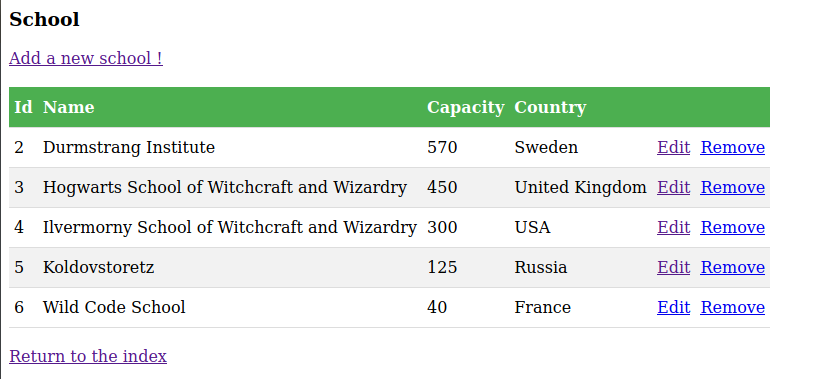 School
Add a new school !
Id Name Capacity Country
2 Durmstrang Institute 570 Sweden Edit Remove
3 Hogwarts School of Witchcraft and Wizardry 450 United Kingdom Edit Remove
4 Ilvermorny School of Witchcraft and Wizardry 300 USA Edit Remove
5 Koldovstoretz 125 Russia Edit Remove
6 Wild Code School 40 France Edit Remove
Return to the index